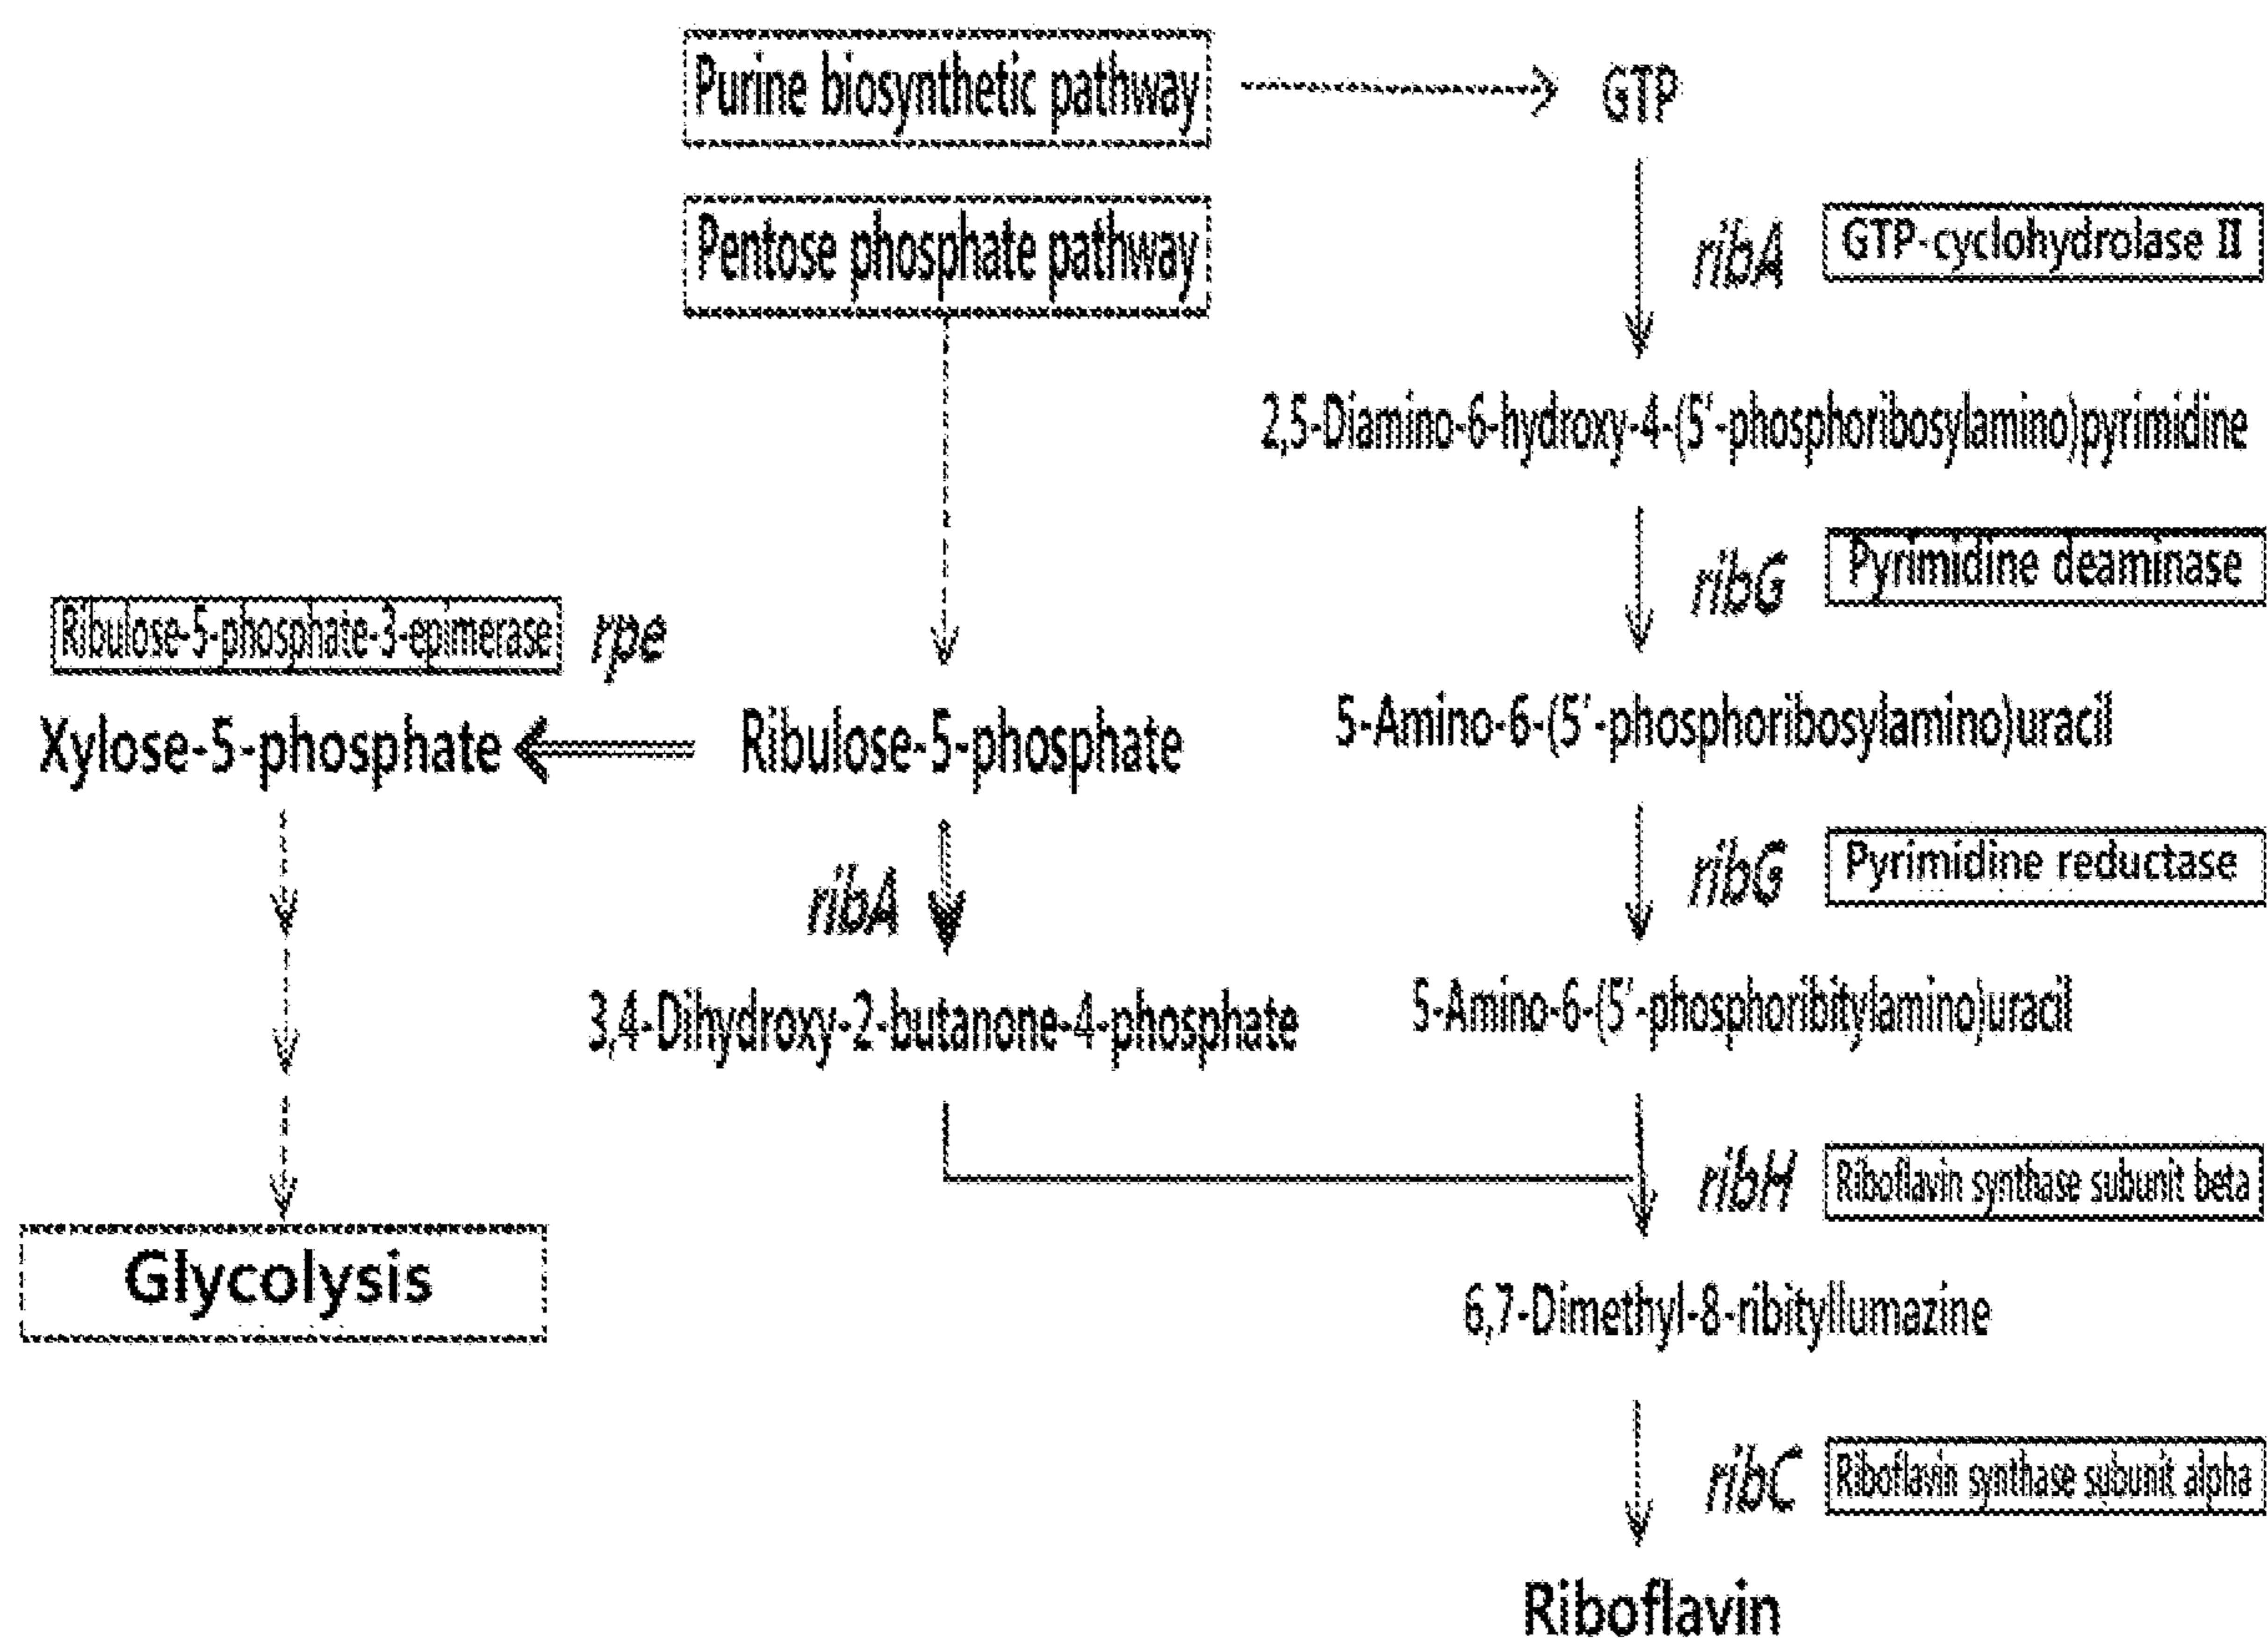 Purine biosynthetic pathway
GTP
Pentose phosphate pathway
ribA
GTP-cyclohydrolase II
2,5-Diamino-6-hydroxy-4-(5'-phosphoribosylamino)pyrimidine
ribG
Pyrimidine deaminase
Ribulose-5-phosphate-3-epimerase
rpe
Xylose-5-phosphate
Ribulose-5-phosphate
5-Amino-6-(5'-phosphoribosylamino)uracil
ribA
ribG
Pyrimidine reductase
3,4-Dihydroxy-2-butanone-4-phosphate
5-Amino-6-(5'-phosphoribitylamino)uracil
ribH
Riboflavin synthase subunit beta
Glycolysis
6,7-Dimethyl-8-ribityllumazine
ribC
Riboflavin synthase subunit alpha
Riboflavin